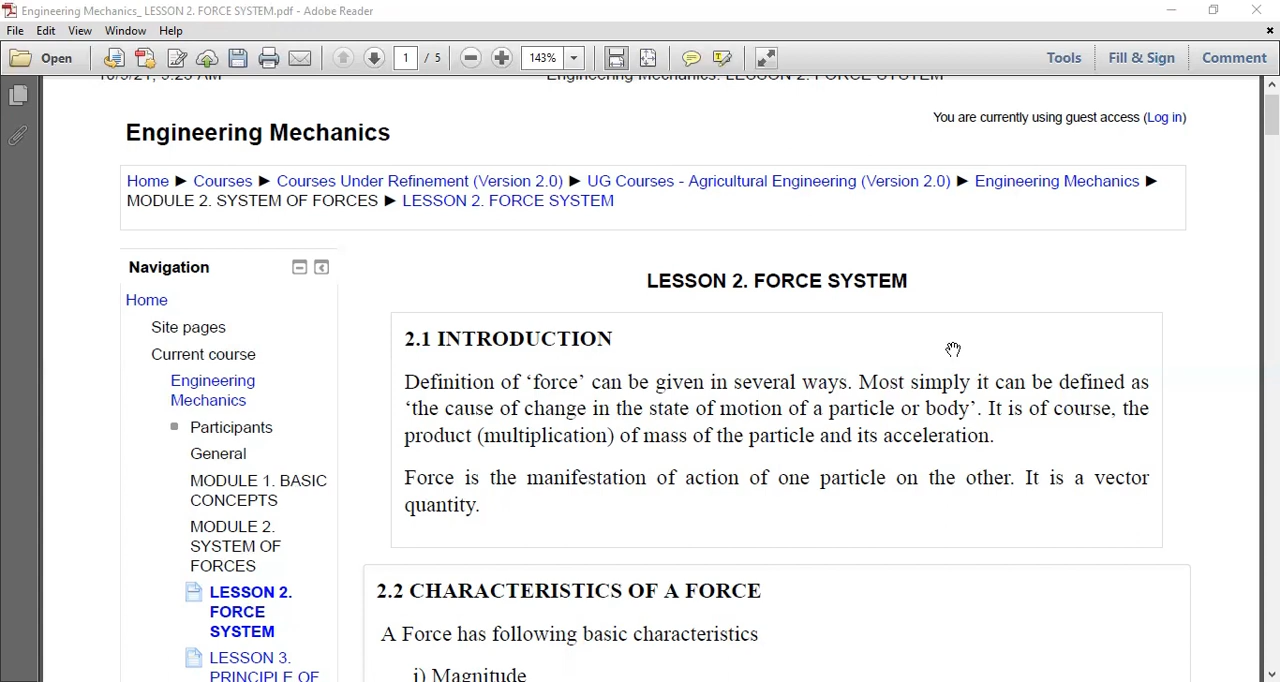 Engineering Mechanics_ LESSON 2. FORCE SYSTEM.pdf - Adobe Reader
File Edit View Window Help
Open 1 / 5 143% Tools Fill & Sign Comment
Engineering Mechanics: LESSON 2. FORCE SYSTEM
You are currently using guest access (Log in)
Engineering Mechanics
Home ► Courses ► Courses Under Refinement (Version 2.0) ► UG Courses - Agricultural Engineering (Version 2.0) ► Engineering Mechanics ►
MODULE 2. SYSTEM OF FORCES ► LESSON 2. FORCE SYSTEM
Navigation
Home
Site pages
Current course
Engineering
Mechanics
Participants
General
MODULE 1. BASIC
CONCEPTS
MODULE 2.
SYSTEM OF
FORCES
LESSON 2.
FORCE
SYSTEM
LESSON 3.
PRINCIPLE OF
LESSON 2. FORCE SYSTEM
2.1 INTRODUCTION
Definition of ‘force’ can be given in several ways. Most simply it can be defined as
‘the cause of change in the state of motion of a particle or body’. It is of course, the
product (multiplication) of mass of the particle and its acceleration.
Force is the manifestation of action of one particle on the other. It is a vector
quantity.
2.2 CHARACTERISTICS OF A FORCE
A Force has following basic characteristics
i) Magnitude